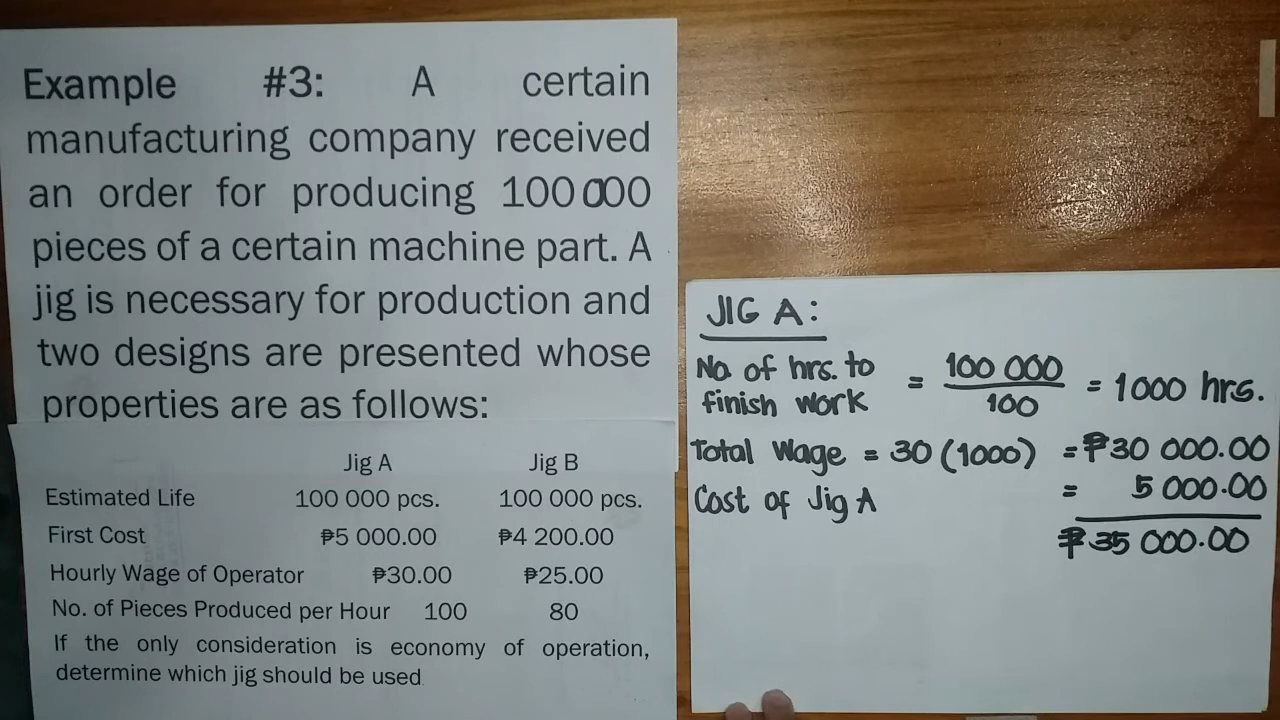 Example #3: A certain
manufacturing company received
an order for producing 100 000
pieces of a certain machine part. A
jig is necessary for production and
two designs are presented whose
properties are as follows:
Jig A Jig B
Estimated Life 100 000 pcs. 100 000 pcs.
First Cost ₱5 000.00 ₱4 200.00
Hourly Wage of Operator ₱30.00 ₱25.00
No. of Pieces Produced per Hour 100 80
If the only consideration is economy of operation,
determine which jig should be used
JIG A:
No. of hrs. to
finish work = 100 000 / 100 = 1000 hrs.
Total Wage = 30 (1000) = ₱30 000.00
Cost of Jig A = 5 000.00
₱35 000.00